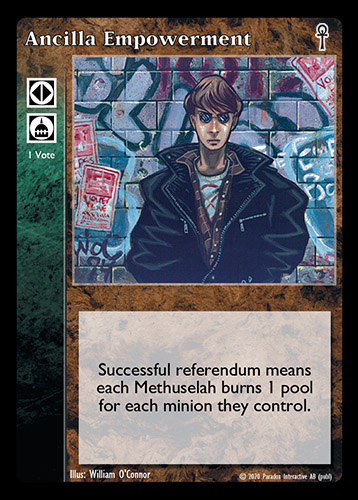 Ancilla Empowerment
1 Vote
Successful referendum means
each Methuselah burns 1 pool
for each minion they control.
Illus: William O'Connor
© 2020 Paradox Interactive AB (publ)